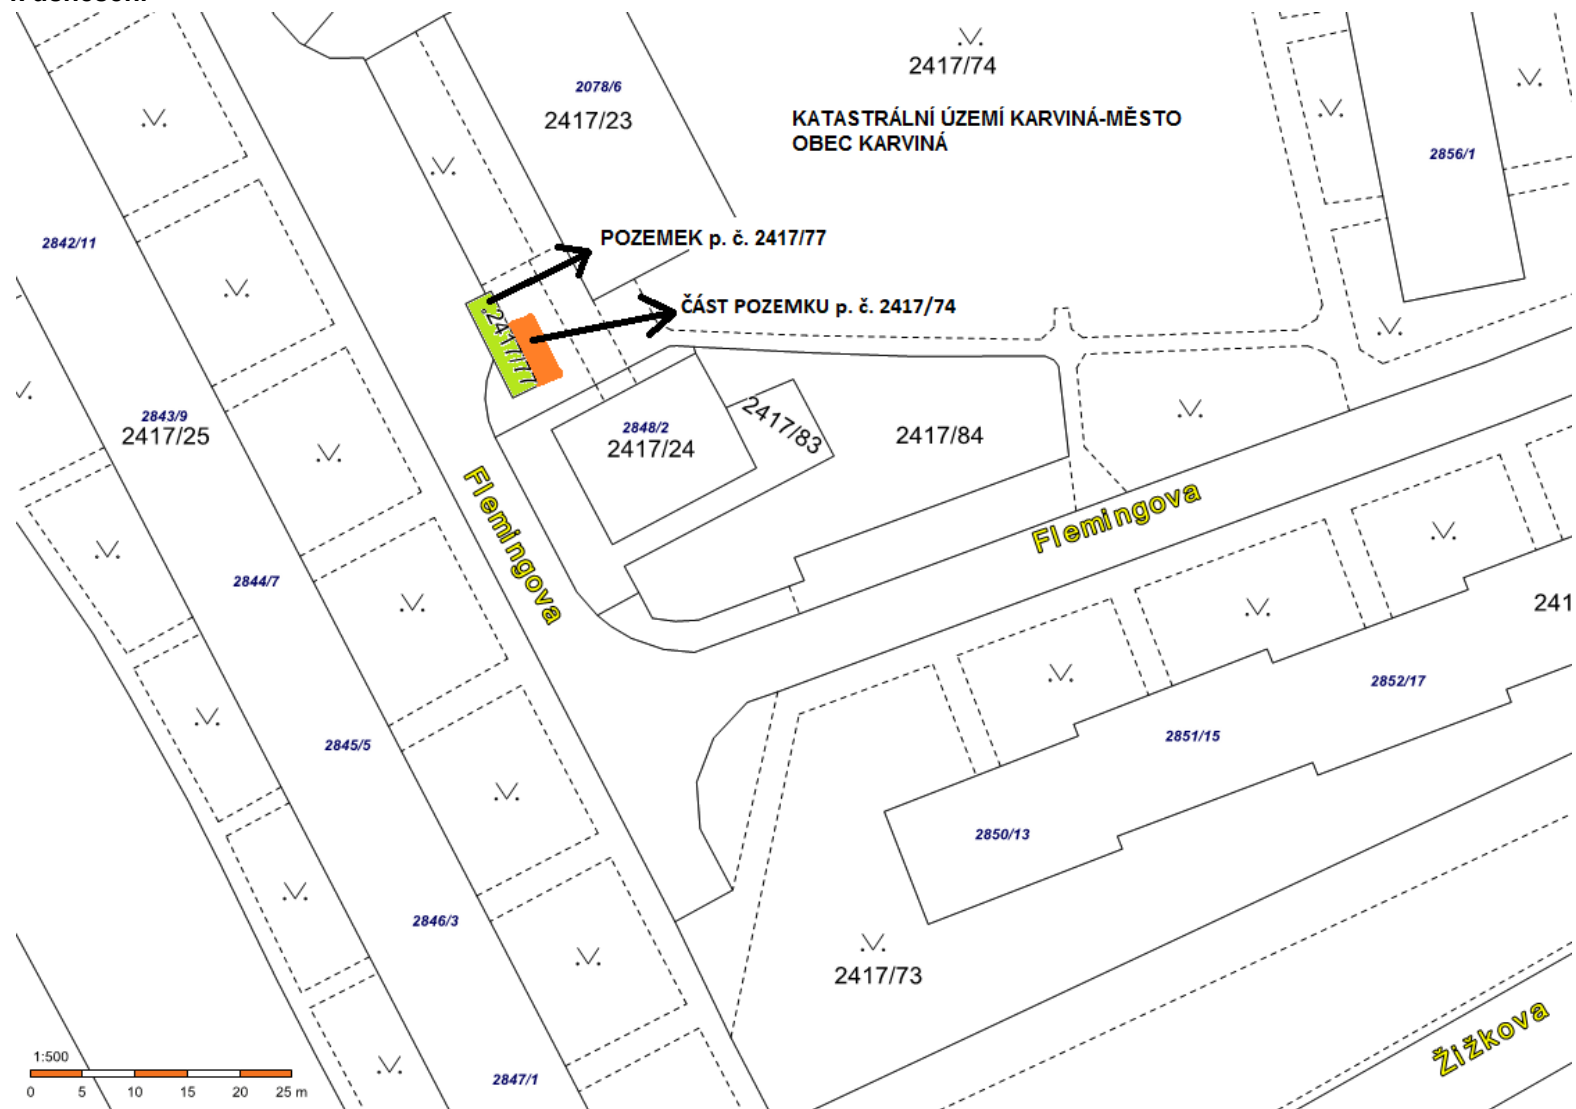 2417/74
2078/6
2417/23
KATASTRÁLNÍ ÚZEMÍ KARVINÁ-MĚSTO
OBEC KARVINÁ
2856/1
2842/11
POZEMEK p. č. 2417/77
ČÁST POZEMKU p. č. 2417/74
2417/77
2843/9
2417/25
2848/2
2417/24
2417/83
2417/84
Flemingova
Flemingova
2844/7
241
2852/17
2851/15
2845/5
2850/13
2846/3
2417/73
Žižkova
1:500
0 5 10 15 20 25 m
2847/1